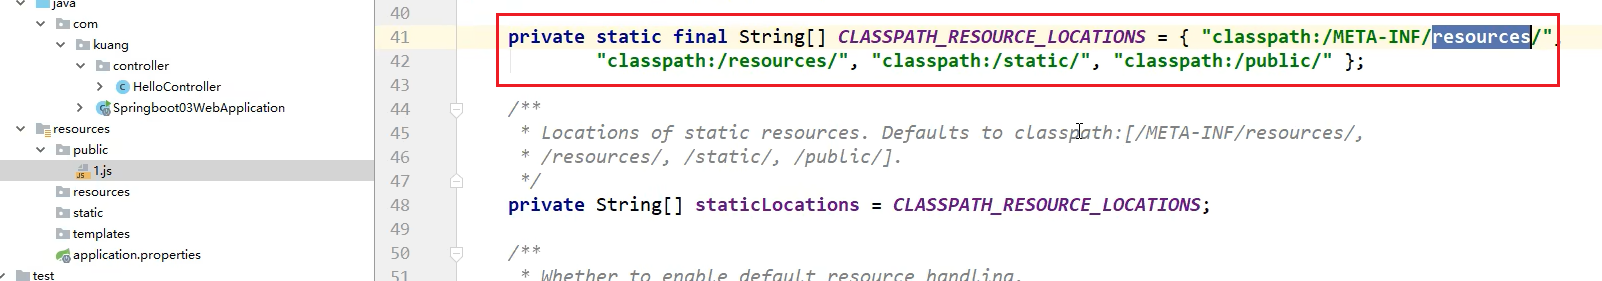 java
com
kuang
controller
HelloController
Springboot03WebApplication
resources
public
1.js
resources
static
templates
application.properties
test
40
41 private static final String[] CLASSPATH_RESOURCE_LOCATIONS = { "classpath:/META-INF/resources/",
42 "classpath:/resources/", "classpath:/static/", "classpath:/public/" };
43
44 /**
45 * Locations of static resources. Defaults to classpath:[/META-INF/resources/,
46 * /resources/, /static/, /public/].
47 */
48 private String[] staticLocations = CLASSPATH_RESOURCE_LOCATIONS;
49
50 /**
51 * Whether to enable default resource handling.